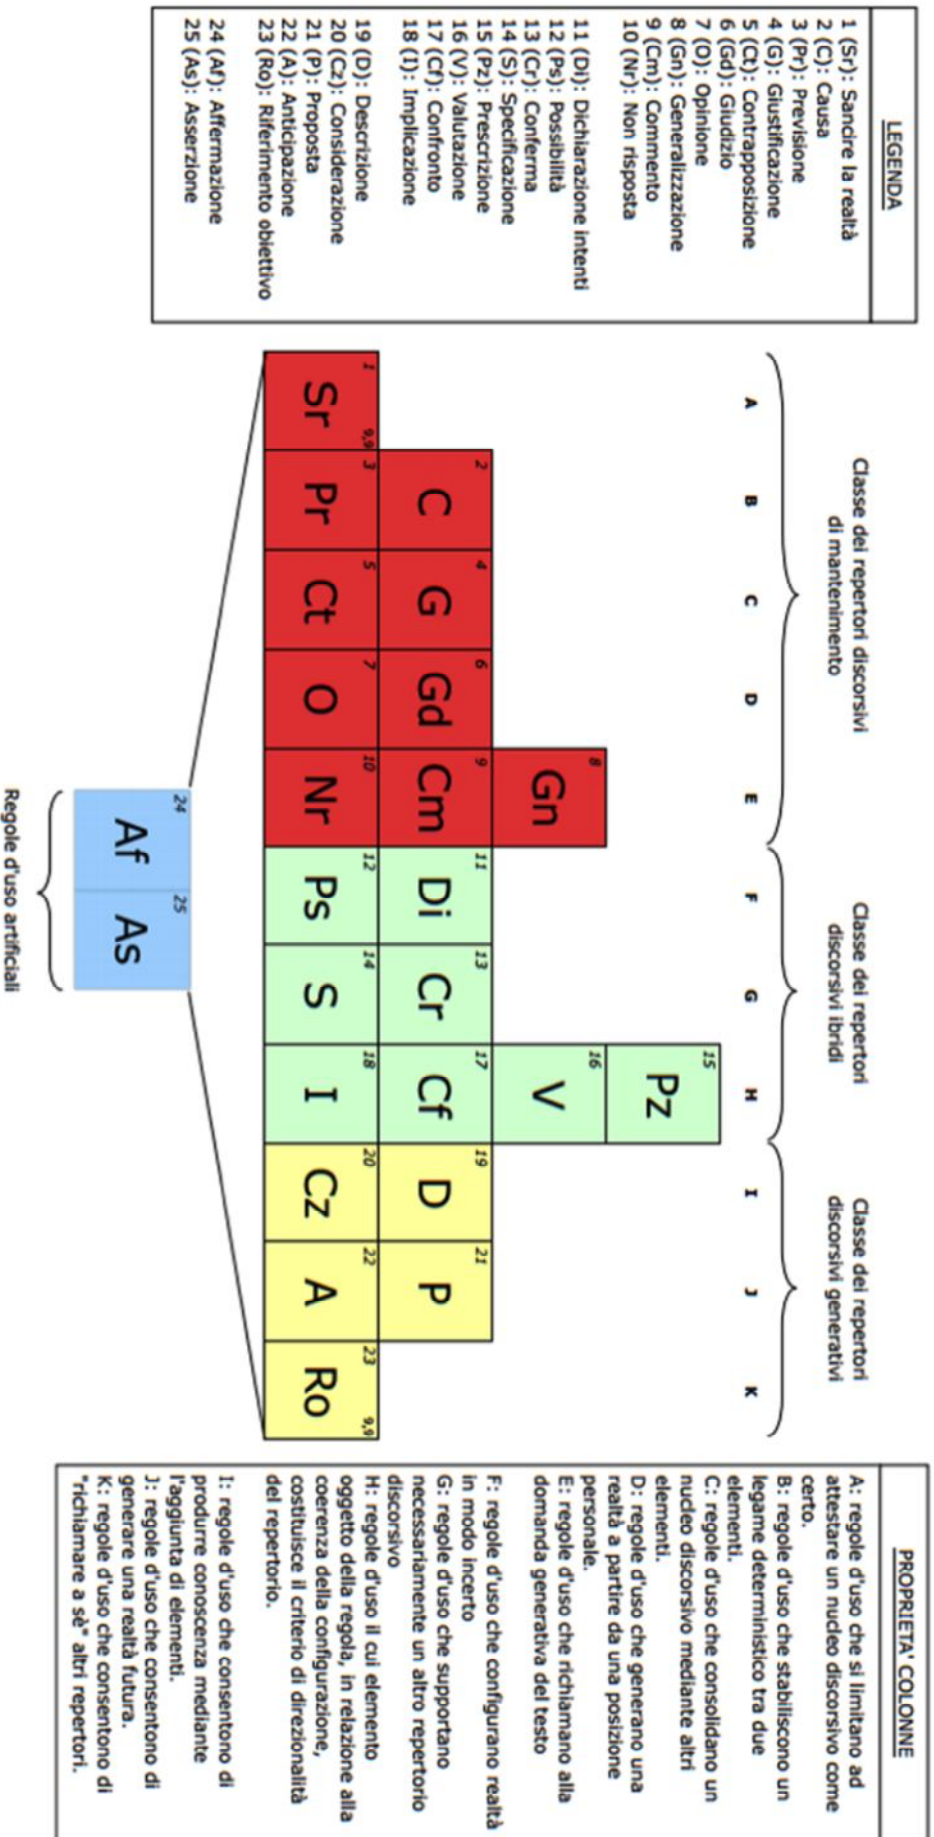 LEGENDA
1 (Sr): Sancire la realtà
2 (C): Causa
3 (Pr): Previsione
4 (G): Giustificazione
5 (Ct): Contrapposizione
6 (Gd): Giudizio
7 (O): Opinione
8 (Gn): Generalizzazione
9 (Cm): Commento
10 (Nr): Non risposta
11 (Di): Dichiarazione intenti
12 (Ps): Possibilità
13 (Cr): Conferma
14 (S): Specificazione
15 (Pz): Prescrizione
16 (V): Valutazione
17 (Cf): Confronto
18 (I): Implicazione
19 (D): Descrizione
20 (Cz): Considerazione
21 (P): Proposta
22 (A): Anticipazione
23 (Ro): Riferimento obiettivo
24 (Af): Affermazione
25 (As): Asserzione
Classe dei repertori discorsivi
di mantenimento
Classe dei repertori
discorsivi ibridi
Classe dei repertori
discorsivi generativi
A B C D E F G H I J K
15
Pz
8 16
Gn V
2 4 6 9 11 13 17 19 21
C G Gd Cm Di Cr Cf D P
1 9,9 3 5 7 10 12 14 18 20 22 23 9,9
Sr Pr Ct O Nr Ps S I Cz A Ro
24 25
Af As
Regole d'uso artificiali
PROPRIETA' COLONNE
A: regole d'uso che si limitano ad
attestare un nucleo discorsivo come
certo.
B: regole d'uso che stabiliscono un
legame deterministico tra due
elementi.
C: regole d'uso che consolidano un
nucleo discorsivo mediante altri
elementi.
D: regole d'uso che generano una
realtà a partire da una posizione
personale.
E: regole d'uso che richiamano alla
domanda generativa del testo
F: regole d'uso che configurano realtà
in modo incerto
G: regole d'uso che supportano
necessariamente un altro repertorio
discorsivo
H: regole d'uso il cui elemento
oggetto della regola, in relazione alla
coerenza della configurazione,
costituisce il criterio di direzionalità
del repertorio.
I: regole d'uso che consentono di
produrre conoscenza mediante
l'aggiunta di elementi.
J: regole d'uso che consentono di
generare una realtà futura.
K: regole d'uso che consentono di
"richiamare a sè" altri repertori.